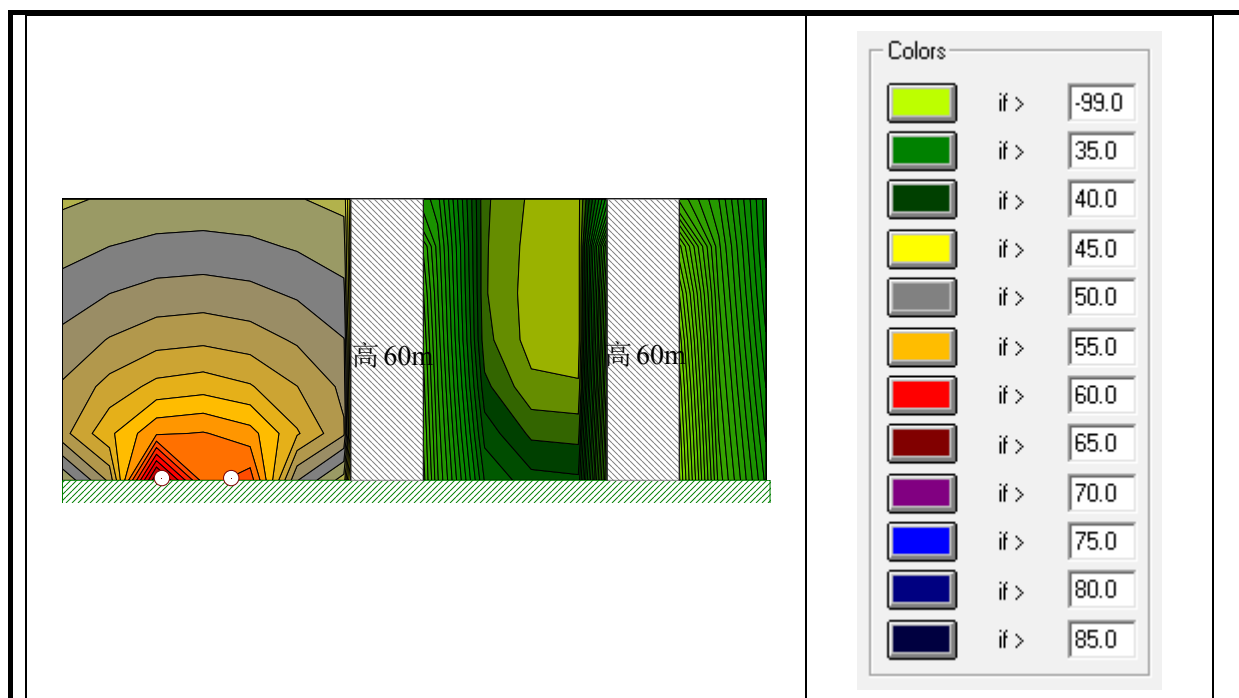 高 60m
高 60m
Colors
if > -99.0
if > 35.0
if > 40.0
if > 45.0
if > 50.0
if > 55.0
if > 60.0
if > 65.0
if > 70.0
if > 75.0
if > 80.0
if > 85.0